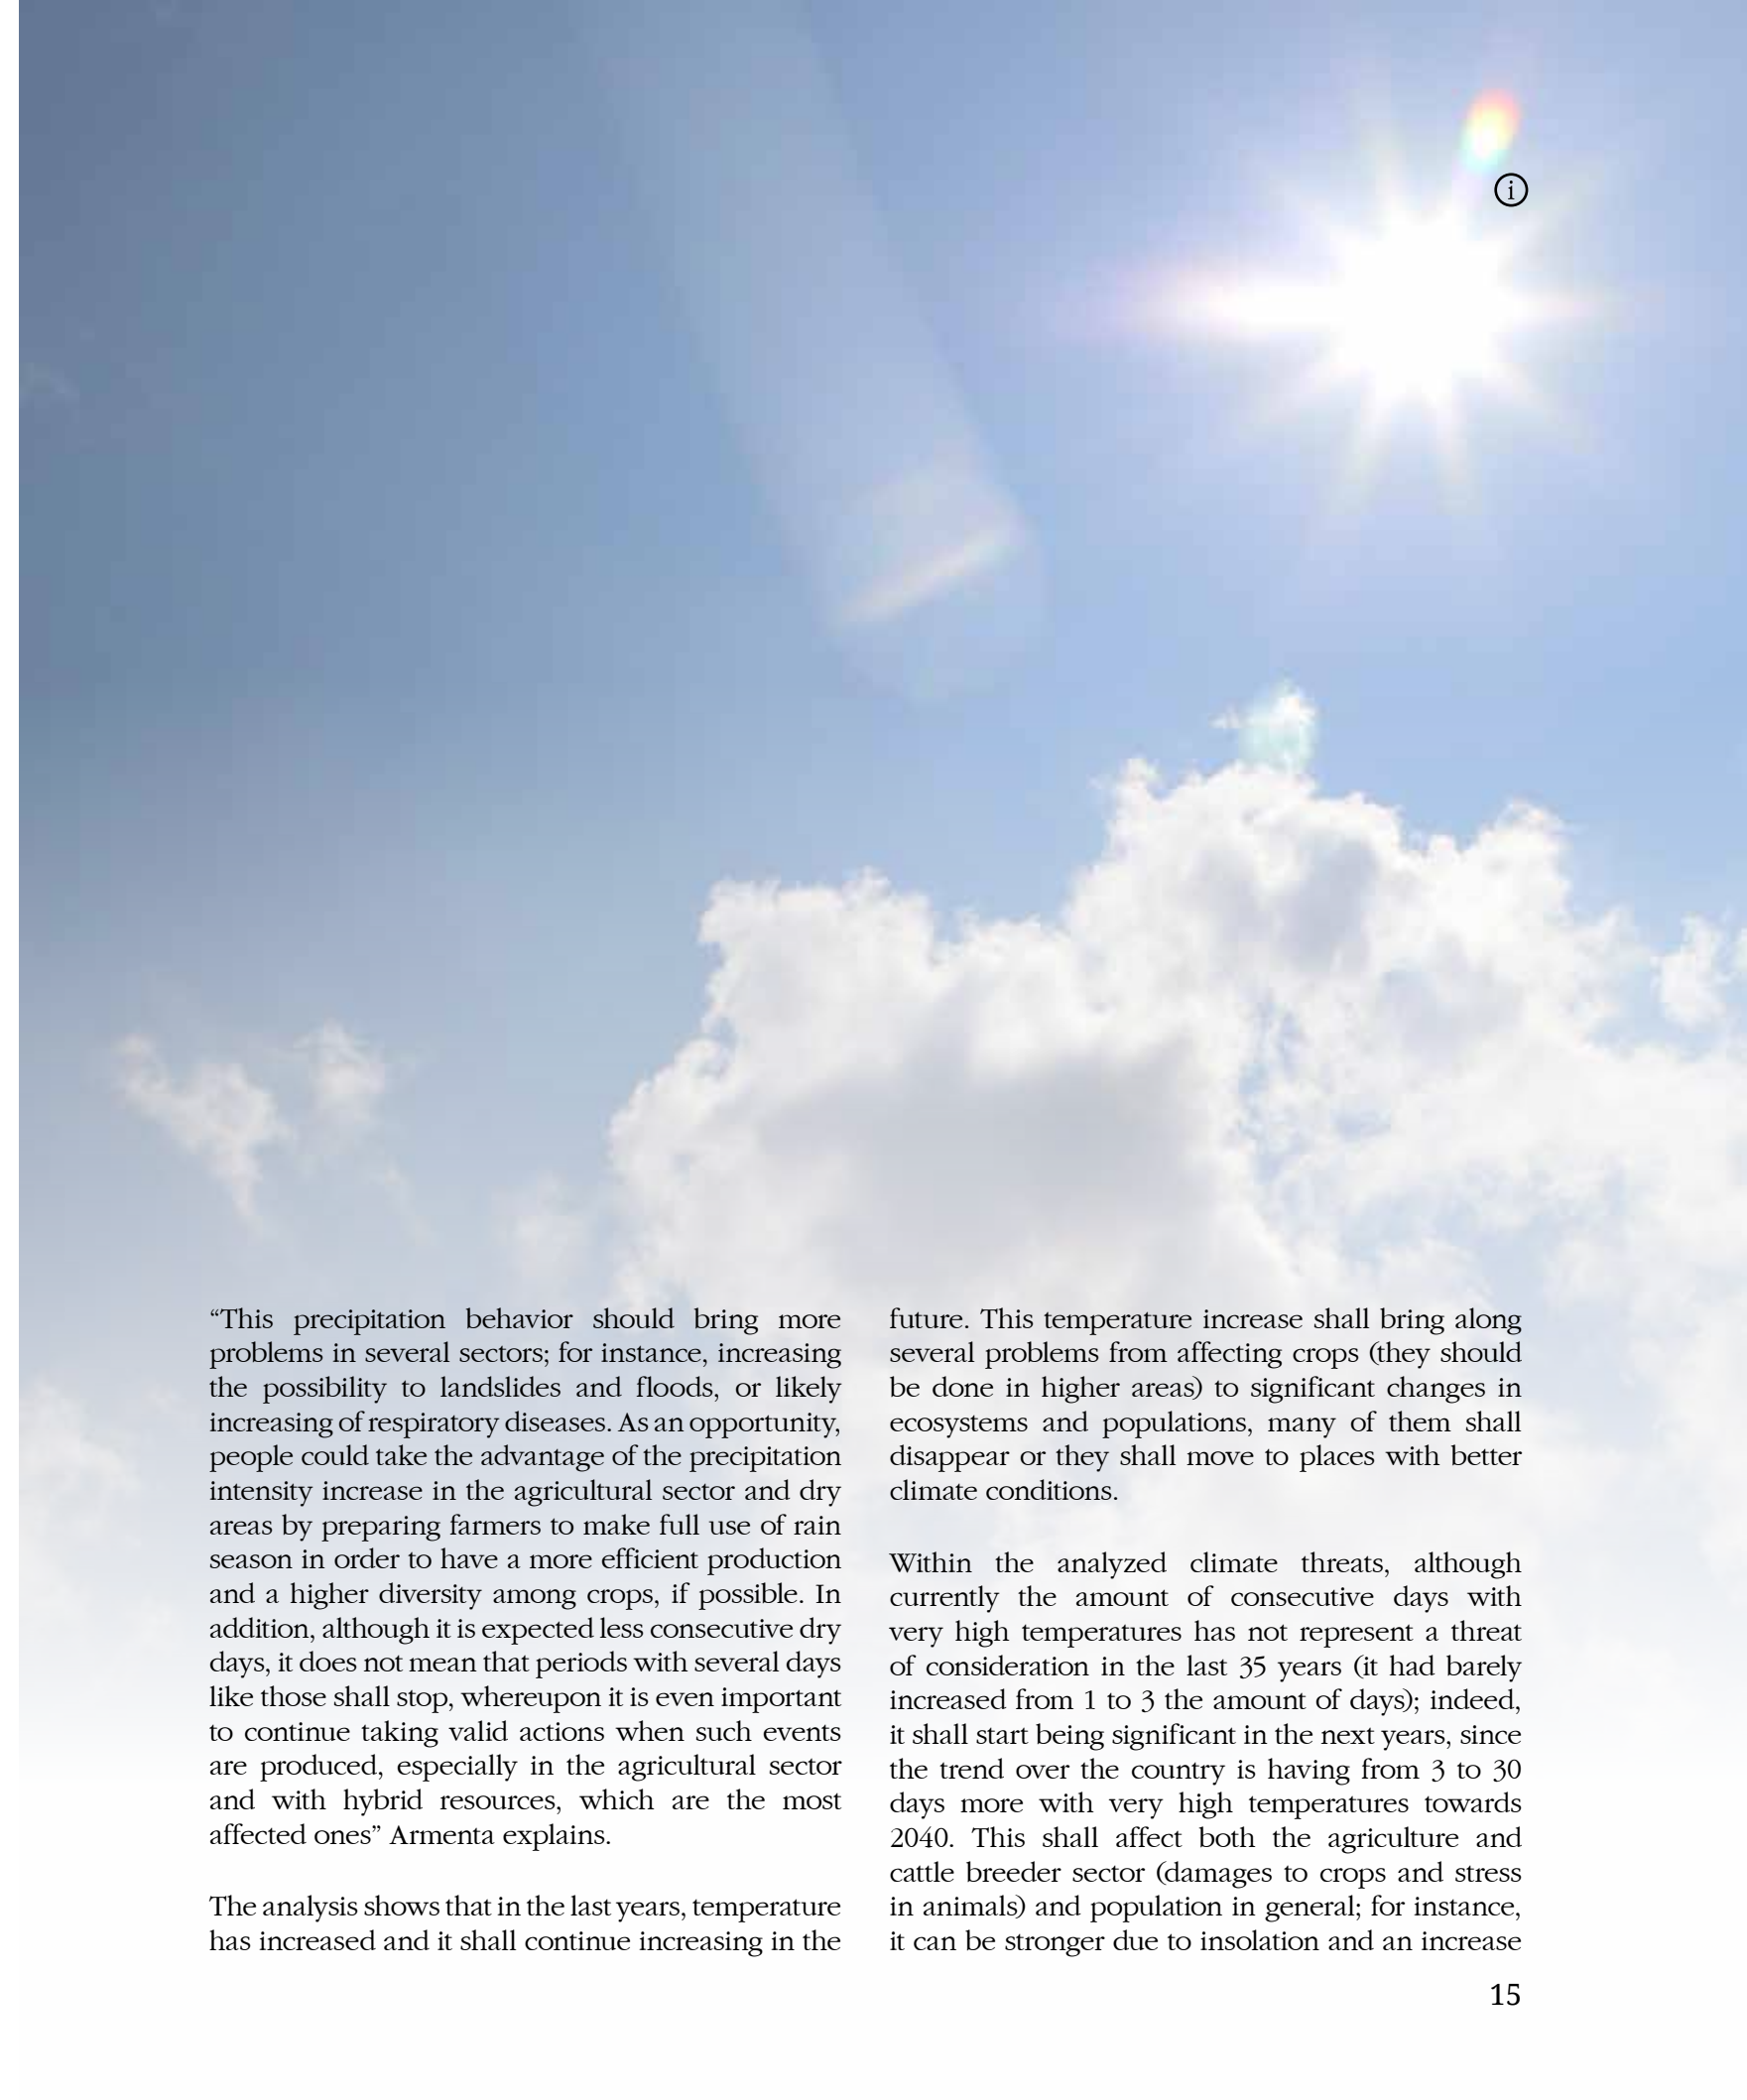 i
“This precipitation behavior should bring more
problems in several sectors; for instance, increasing
the possibility to landslides and floods, or likely
increasing of respiratory diseases. As an opportunity,
people could take the advantage of the precipitation
intensity increase in the agricultural sector and dry
areas by preparing farmers to make full use of rain
season in order to have a more efficient production
and a higher diversity among crops, if possible. In
addition, although it is expected less consecutive dry
days, it does not mean that periods with several days
like those shall stop, whereupon it is even important
to continue taking valid actions when such events
are produced, especially in the agricultural sector
and with hybrid resources, which are the most
affected ones” Armenta explains.
The analysis shows that in the last years, temperature
has increased and it shall continue increasing in the
future. This temperature increase shall bring along
several problems from affecting crops (they should
be done in higher areas) to significant changes in
ecosystems and populations, many of them shall
disappear or they shall move to places with better
climate conditions.
Within the analyzed climate threats, although
currently the amount of consecutive days with
very high temperatures has not represent a threat
of consideration in the last 35 years (it had barely
increased from 1 to 3 the amount of days); indeed,
it shall start being significant in the next years, since
the trend over the country is having from 3 to 30
days more with very high temperatures towards
2040. This shall affect both the agriculture and
cattle breeder sector (damages to crops and stress
in animals) and population in general; for instance,
it can be stronger due to insolation and an increase
15